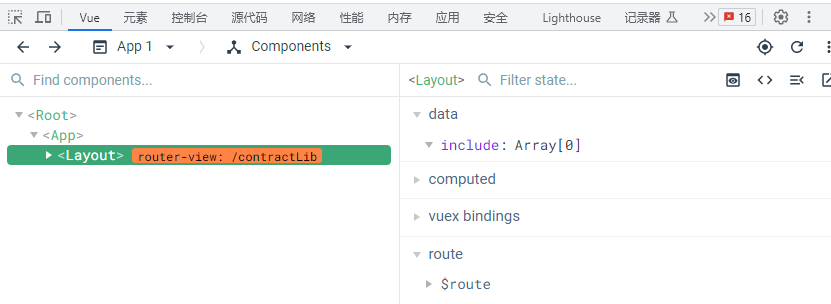 Vue 元素 控制台 源代码 网络 性能 内存 应用 安全 Lighthouse 记录器 16
App 1 Components
Find components... <Layout> Filter state...
<Root>
data
<App>
include: Array[0]
<Layout> router-view: /contractLib
computed
vuex bindings
route
$route